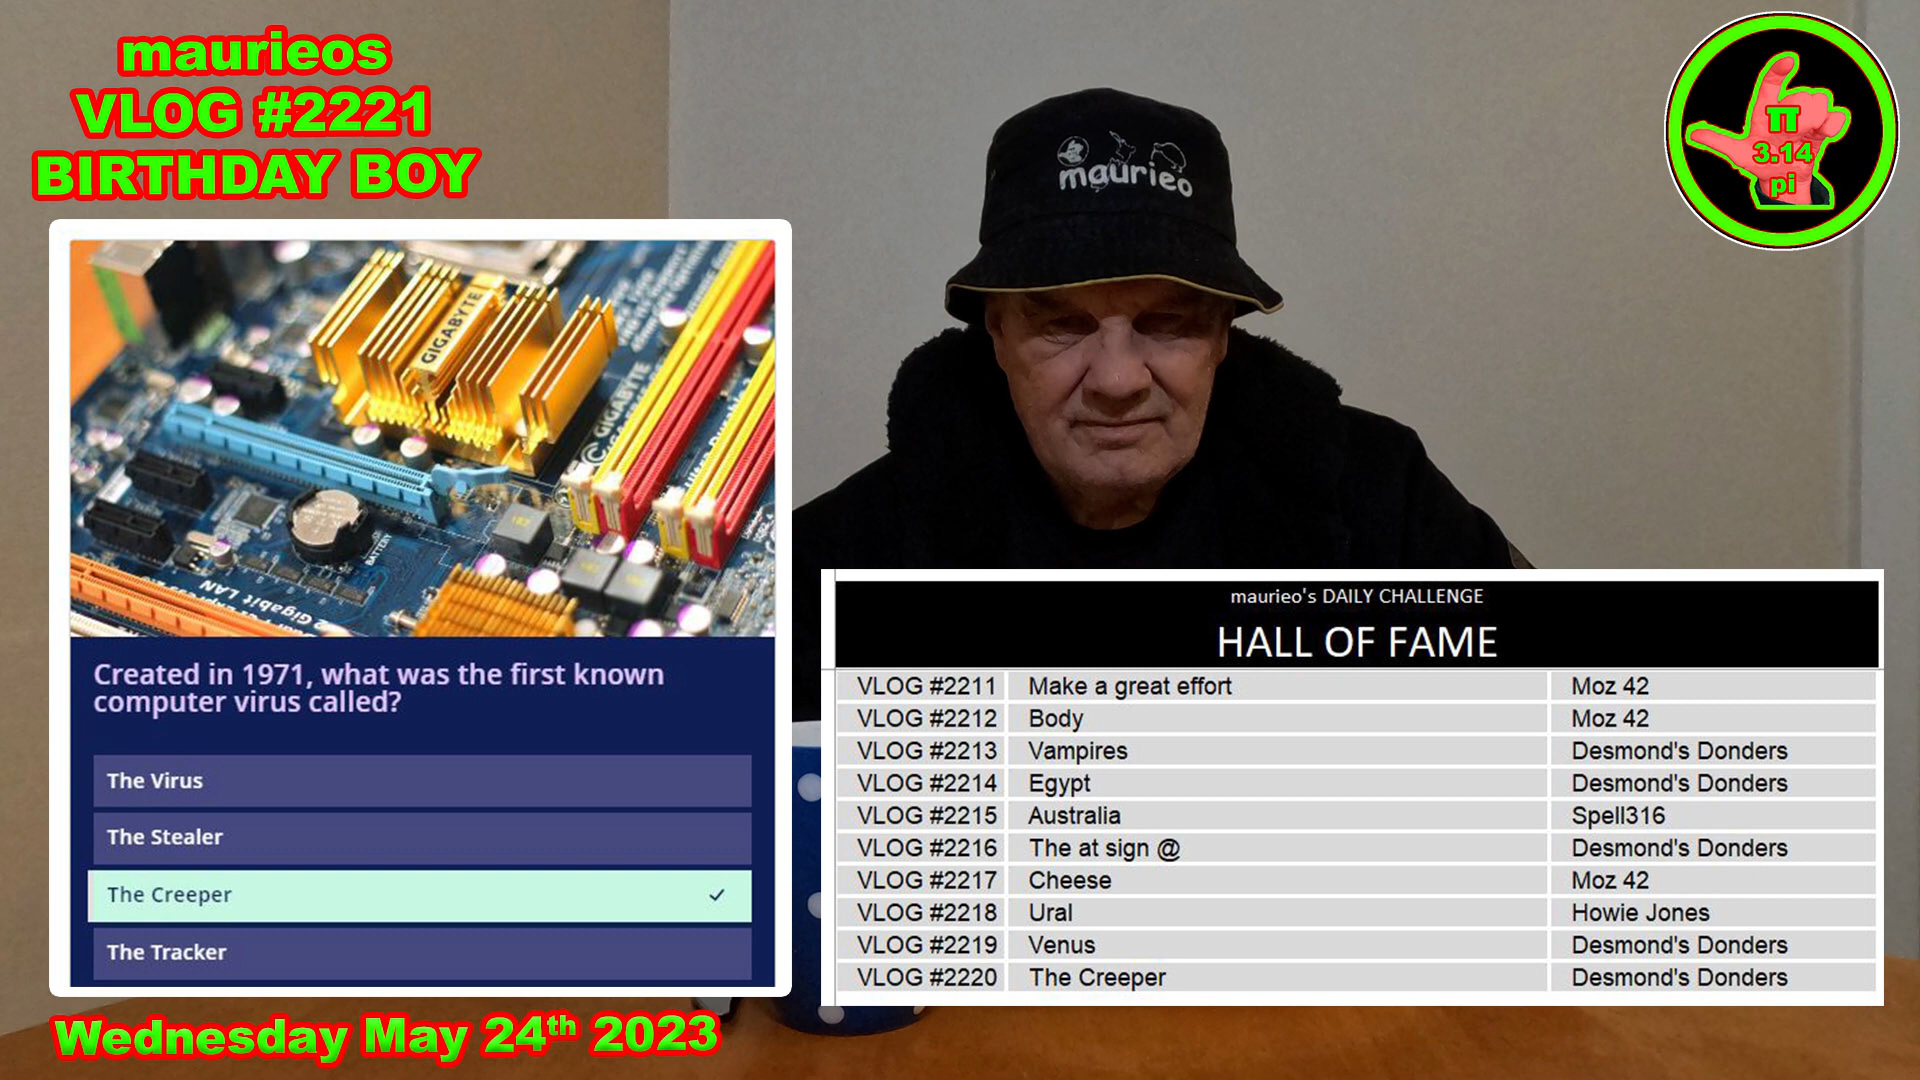 maurieos
VLOG #2221
BIRTHDAY BOY
π
3.14
pi
maurieo
GIGABYTE
© GIGABYTE
BATTERY
Gigabit LAN
Created in 1971, what was the first known
computer virus called?
The Virus
The Stealer
The Creeper
The Tracker
maurieo's DAILY CHALLENGE
HALL OF FAME
VLOG #2211 Make a great effort Moz 42
VLOG #2212 Body Moz 42
VLOG #2213 Vampires Desmond's Donders
VLOG #2214 Egypt Desmond's Donders
VLOG #2215 Australia Spell316
VLOG #2216 The at sign @ Desmond's Donders
VLOG #2217 Cheese Moz 42
VLOG #2218 Ural Howie Jones
VLOG #2219 Venus Desmond's Donders
VLOG #2220 The Creeper Desmond's Donders
Wednesday May 24th 2023